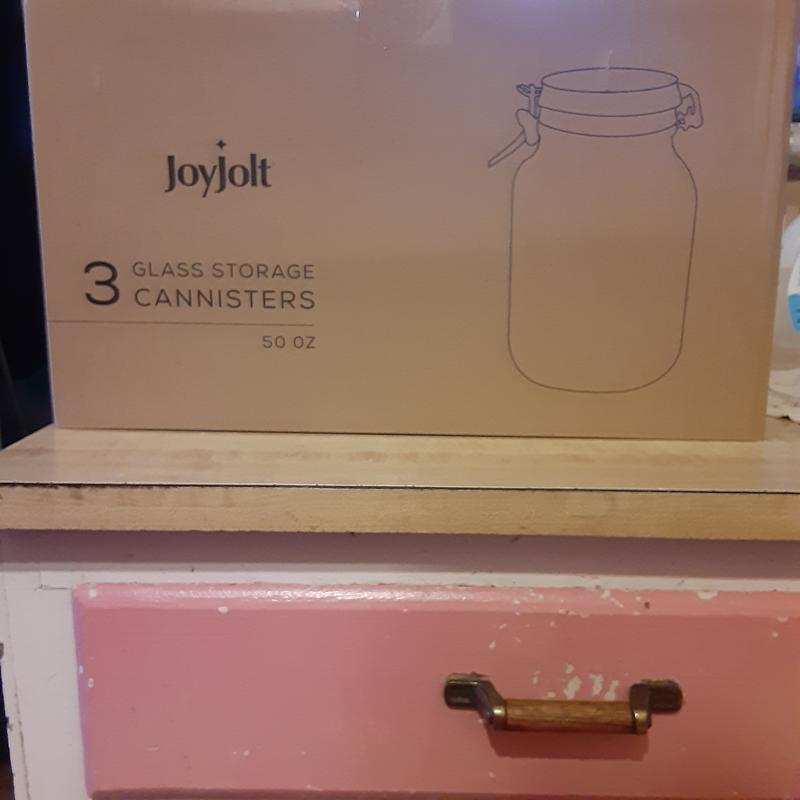 JoyJolt
3 GLASS STORAGE
CANNISTERS
50 OZ